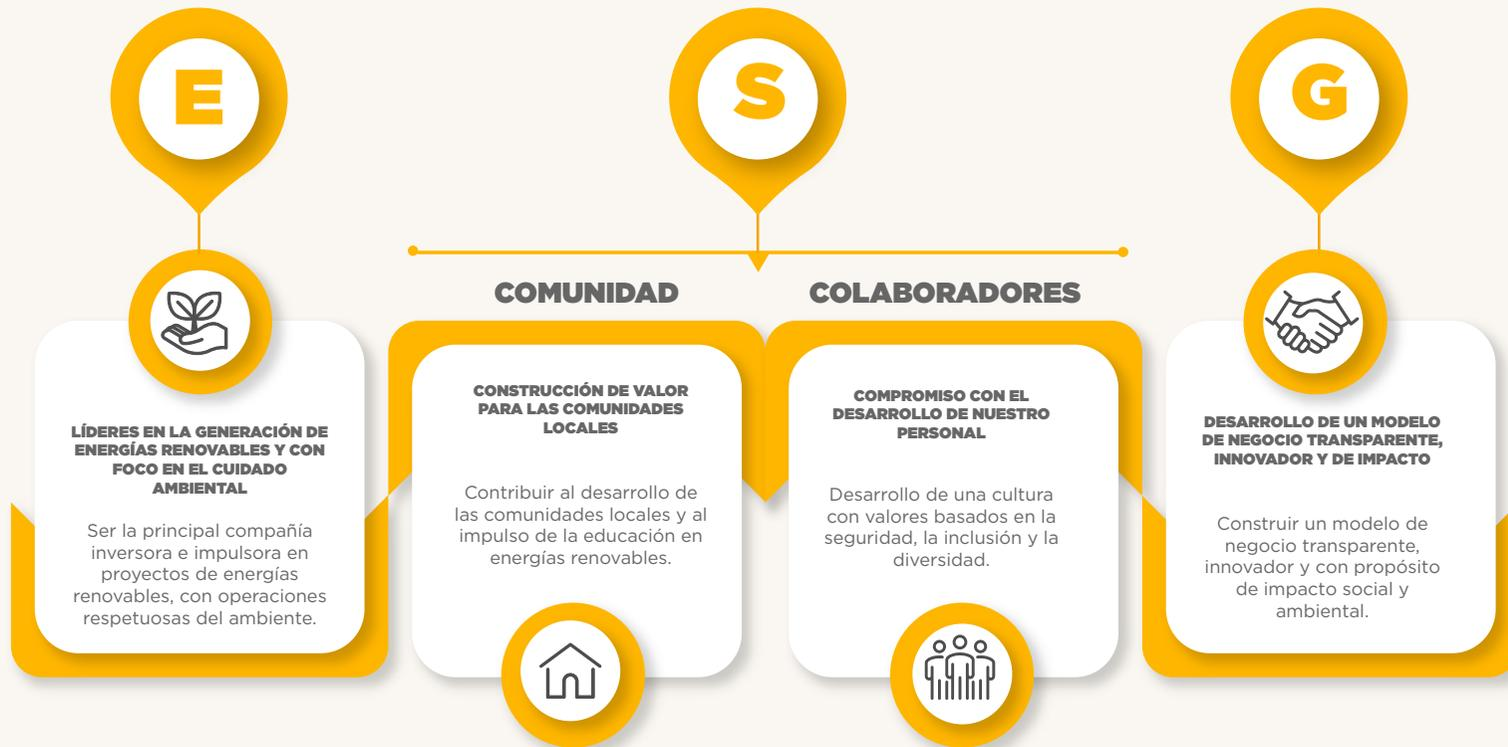 E
S
G
COMUNIDAD
COLABORADORES
LÍDERES EN LA GENERACIÓN DE
ENERGÍAS RENOVABLES Y CON
FOCO EN EL CUIDADO
AMBIENTAL
Ser la principal compañía
inversora e impulsora en
proyectos de energías
renovables, con operaciones
respetuosas del ambiente.
CONSTRUCCIÓN DE VALOR
PARA LAS COMUNIDADES
LOCALES
Contribuir al desarrollo de
las comunidades locales y al
impulso de la educación en
energías renovables.
COMPROMISO CON EL
DESARROLLO DE NUESTRO
PERSONAL
Desarrollo de una cultura
con valores basados en la
seguridad, la inclusión y la
diversidad.
DESARROLLO DE UN MODELO
DE NEGOCIO TRANSPARENTE,
INNOVADOR Y DE IMPACTO
Construir un modelo de
negocio transparente,
innovador y con propósito
de impacto social y
ambiental.